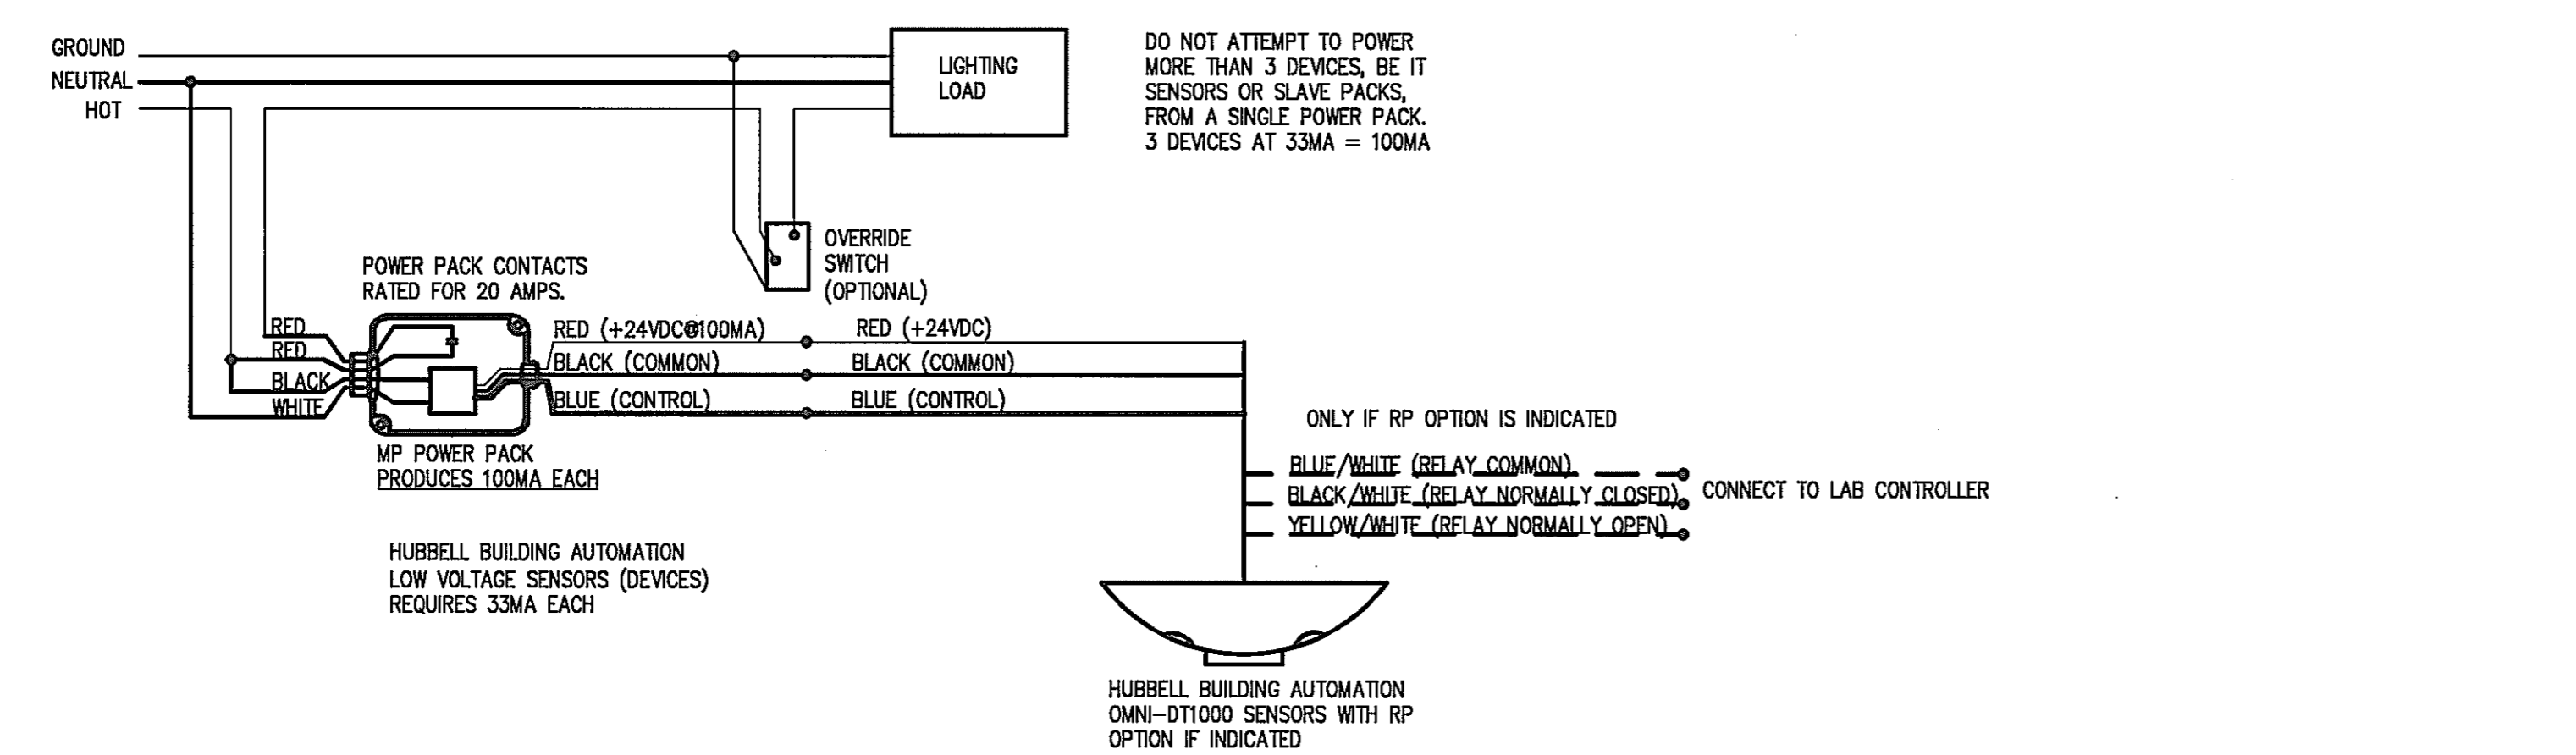 GROUND
NEUTRAL
HOT
LIGHTING
LOAD
DO NOT ATTEMPT TO POWER
MORE THAN 3 DEVICES, BE IT
SENSORS OR SLAVE PACKS,
FROM A SINGLE POWER PACK.
3 DEVICES AT 33MA = 100MA
OVERRIDE
SWITCH
(OPTIONAL)
POWER PACK CONTACTS
RATED FOR 20 AMPS.
RED
RED
BLACK
WHITE
RED (+24VDC@100MA)
BLACK (COMMON)
BLUE (CONTROL)
RED (+24VDC)
BLACK (COMMON)
BLUE (CONTROL)
MP POWER PACK
PRODUCES 100MA EACH
ONLY IF RP OPTION IS INDICATED
BLUE/WHITE (RELAY COMMON)
BLACK/WHITE (RELAY NORMALLY CLOSED)
YELLOW/WHITE (RELAY NORMALLY OPEN)
CONNECT TO LAB CONTROLLER
HUBBELL BUILDING AUTOMATION
LOW VOLTAGE SENSORS (DEVICES)
REQUIRES 33MA EACH
HUBBELL BUILDING AUTOMATION
OMNI-DT1000 SENSORS WITH RP
OPTION IF INDICATED